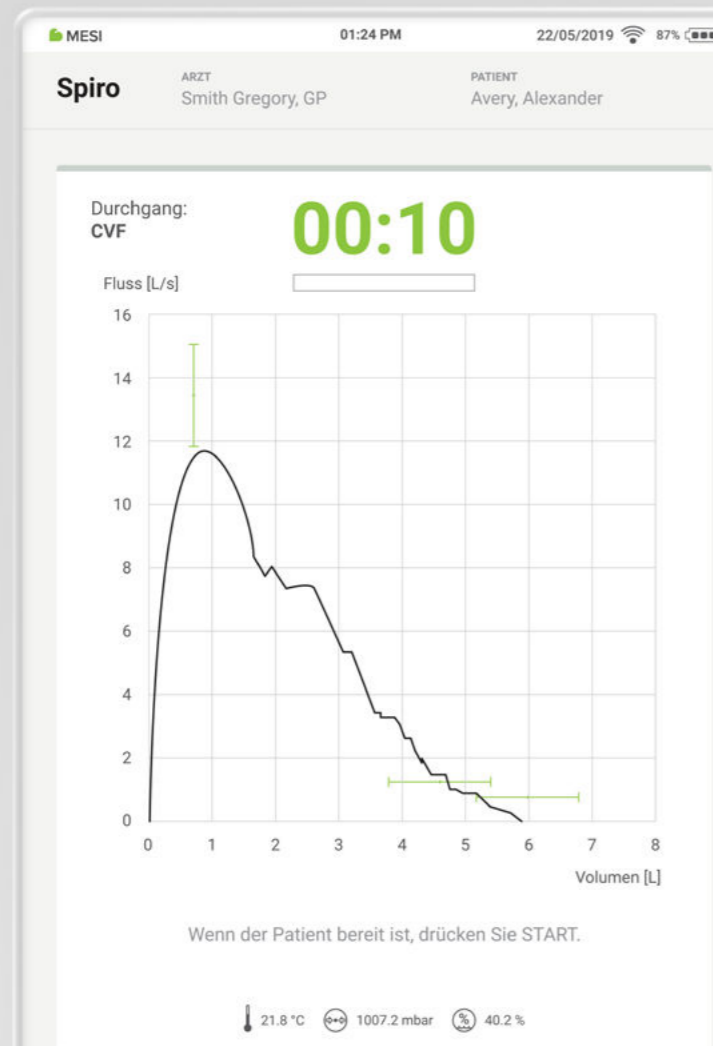 MESI 01:24 PM 22/05/2019 87%
Spiro
ARZT
Smith Gregory, GP
PATIENT
Avery, Alexander
Durchgang:
CVF
00:10
Fluss [L/s]
16
14
12
10
8
6
4
2
0
0 1 2 3 4 5 6 7 8
Volumen [L]
Wenn der Patient bereit ist, drücken Sie START.
21.8 °C 1007.2 mbar % 40.2 %